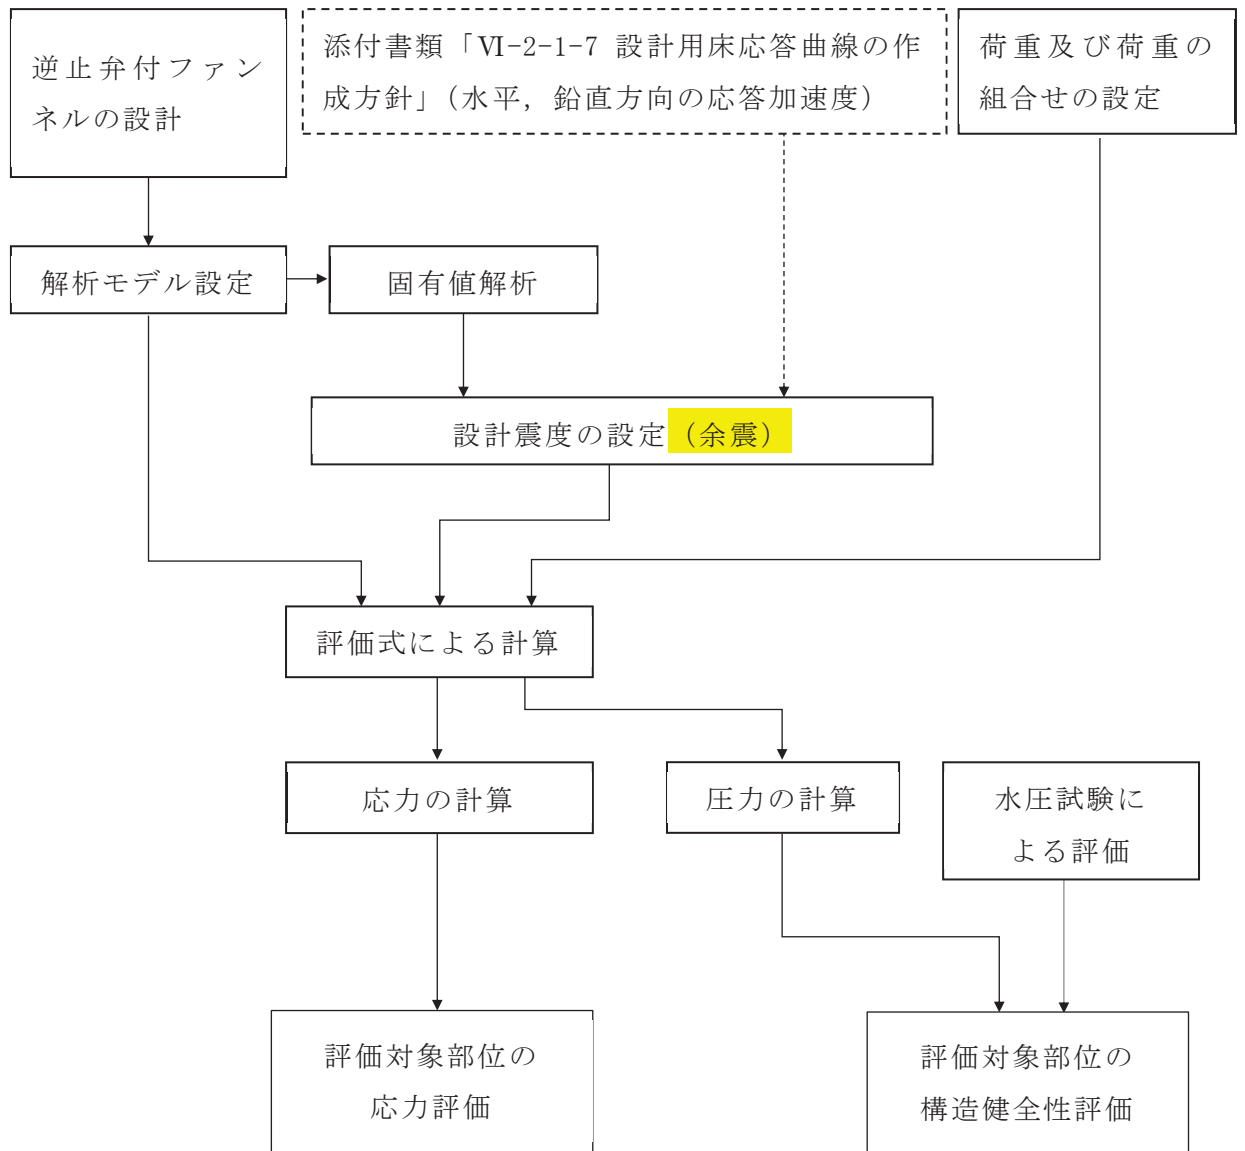 逆止弁付ファン
ネルの設計
添付書類「Ⅵ-2-1-7 設計用床応答曲線の作
成方針」（水平，鉛直方向の応答加速度）
荷重及び荷重の
組合せの設定
解析モデル設定
固有値解析
設計震度の設定（余震）
評価式による計算
応力の計算
圧力の計算
水圧試験に
よる評価
評価対象部位の
応力評価
評価対象部位の
構造健全性評価